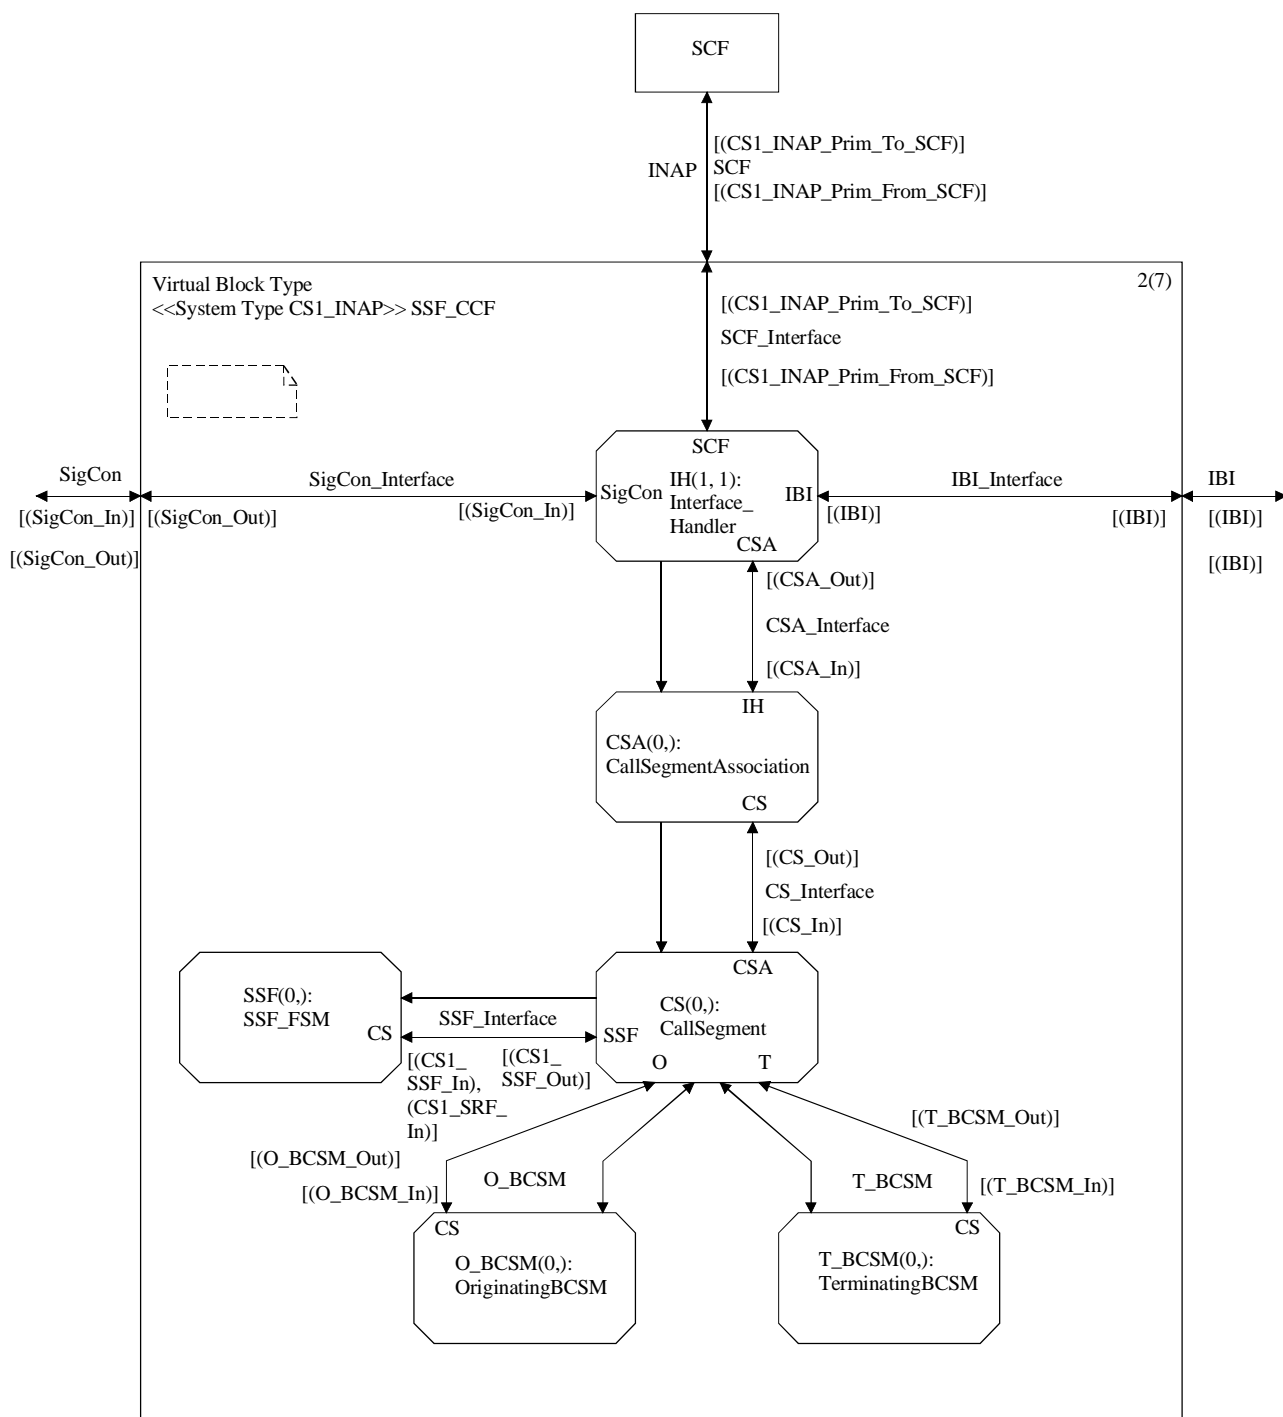 SCF
[(CS1_INAP_Prim_To_SCF)]
INAP
SCF
[(CS1_INAP_Prim_From_SCF)]
Virtual Block Type
2(7)
<<System Type CS1_INAP>> SSF_CCF
[(CS1_INAP_Prim_To_SCF)]
SCF_Interface
[(CS1_INAP_Prim_From_SCF)]
SCF
SigCon
SigCon_Interface
SigCon
IH(1, 1):
Interface_
Handler
IBI
IBI_Interface
IBI
[(SigCon_In)]
[(SigCon_Out)]
[(SigCon_In)]
[(IBI)]
[(IBI)]
[(IBI)]
CSA
[(SigCon_Out)]
[(IBI)]
[(CSA_Out)]
CSA_Interface
[(CSA_In)]
IH
CSA(0,):
CallSegmentAssociation
CS
[(CS_Out)]
CS_Interface
[(CS_In)]
CSA
SSF(0,):
SSF_FSM
CS
SSF_Interface
SSF
CS(0,):
CallSegment
O
T
[(CS1_
SSF_In),
(CS1_SRF_
In)]
[(CS1_
SSF_Out)]
[(T_BCSM_Out)]
[(O_BCSM_Out)]
[(O_BCSM_In)]
O_BCSM
T_BCSM
[(T_BCSM_In)]
CS
O_BCSM(0,):
OriginatingBCSM
CS
T_BCSM(0,):
TerminatingBCSM